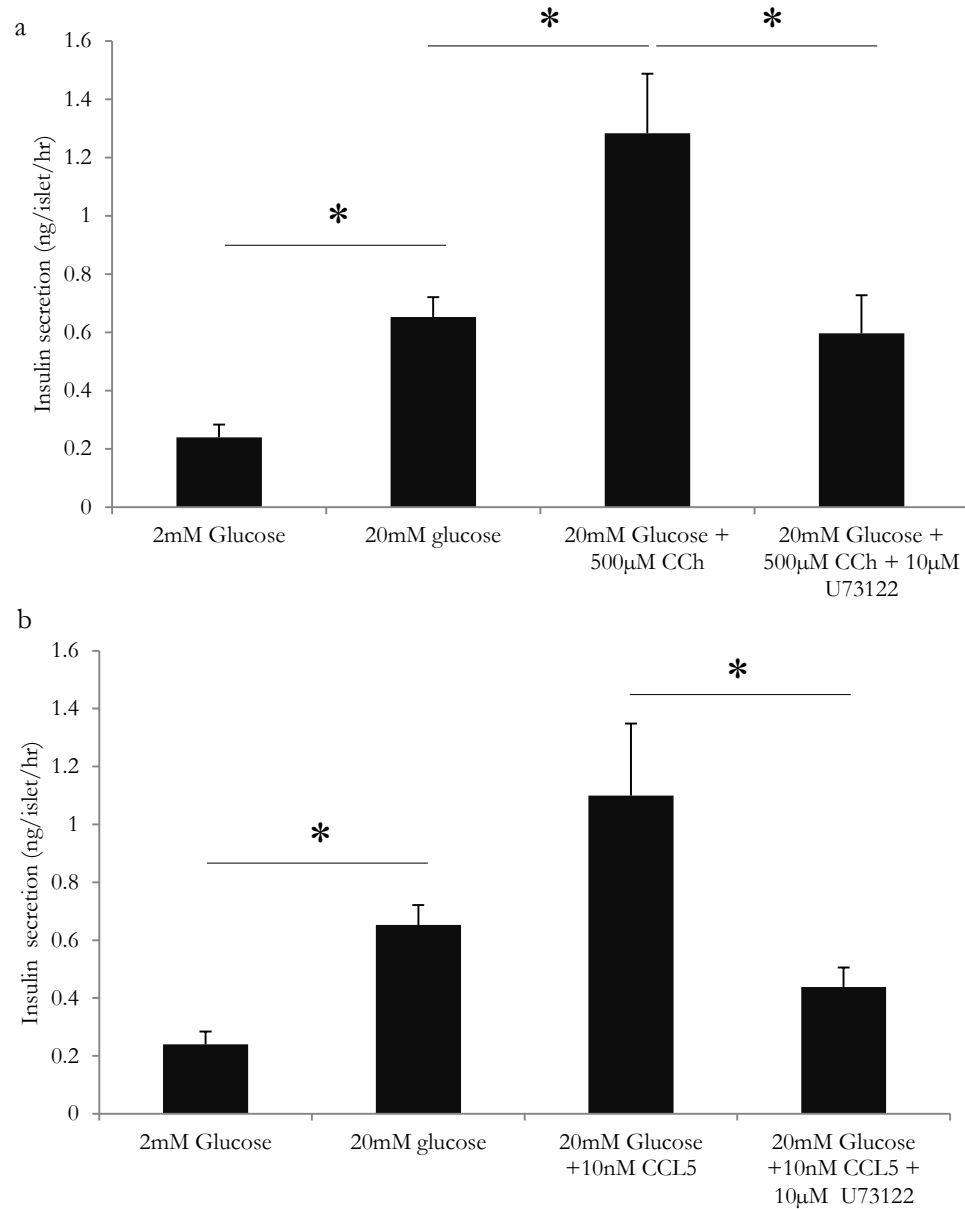 a
*
*
1.6
1.4
1.2
1
0.8
0.6
0.4
0.2
0
Insulin secretion (ng/islet/hr)
*
2mM Glucose
20mM glucose
20mM Glucose +
500μM CCh
20mM Glucose +
500μM CCh + 10μM
U73122
b
1.6
1.4
1.2
1
0.8
0.6
0.4
0.2
0
Insulin secretion (ng/islet/hr)
*
*
2mM Glucose
20mM glucose
20mM Glucose
+10nM CCL5
20mM Glucose
+10nM CCL5 +
10μM U73122